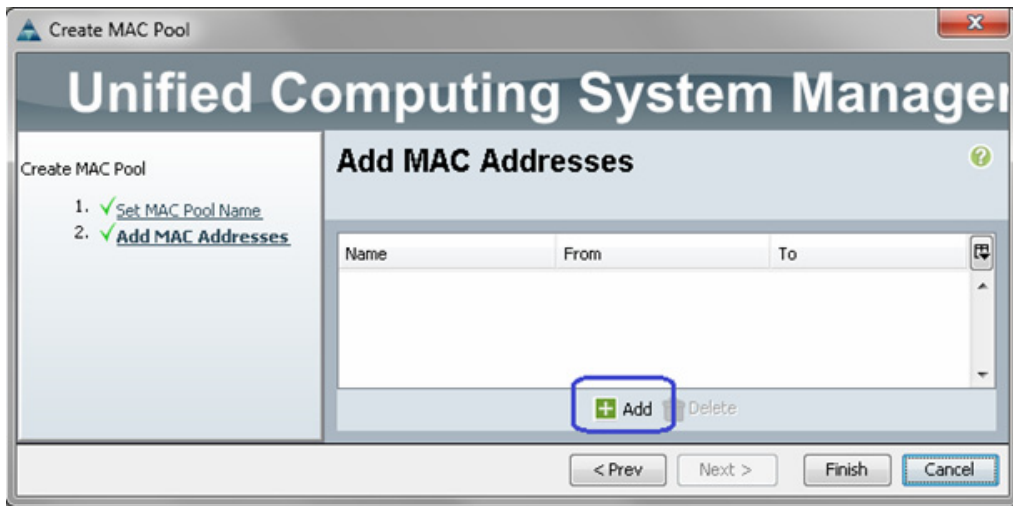 Create MAC Pool
Unified Computing System Manager
Create MAC Pool
1. Set MAC Pool Name
2. Add MAC Addresses
Add MAC Addresses
Name From To
Add Delete
< Prev Next > Finish Cancel